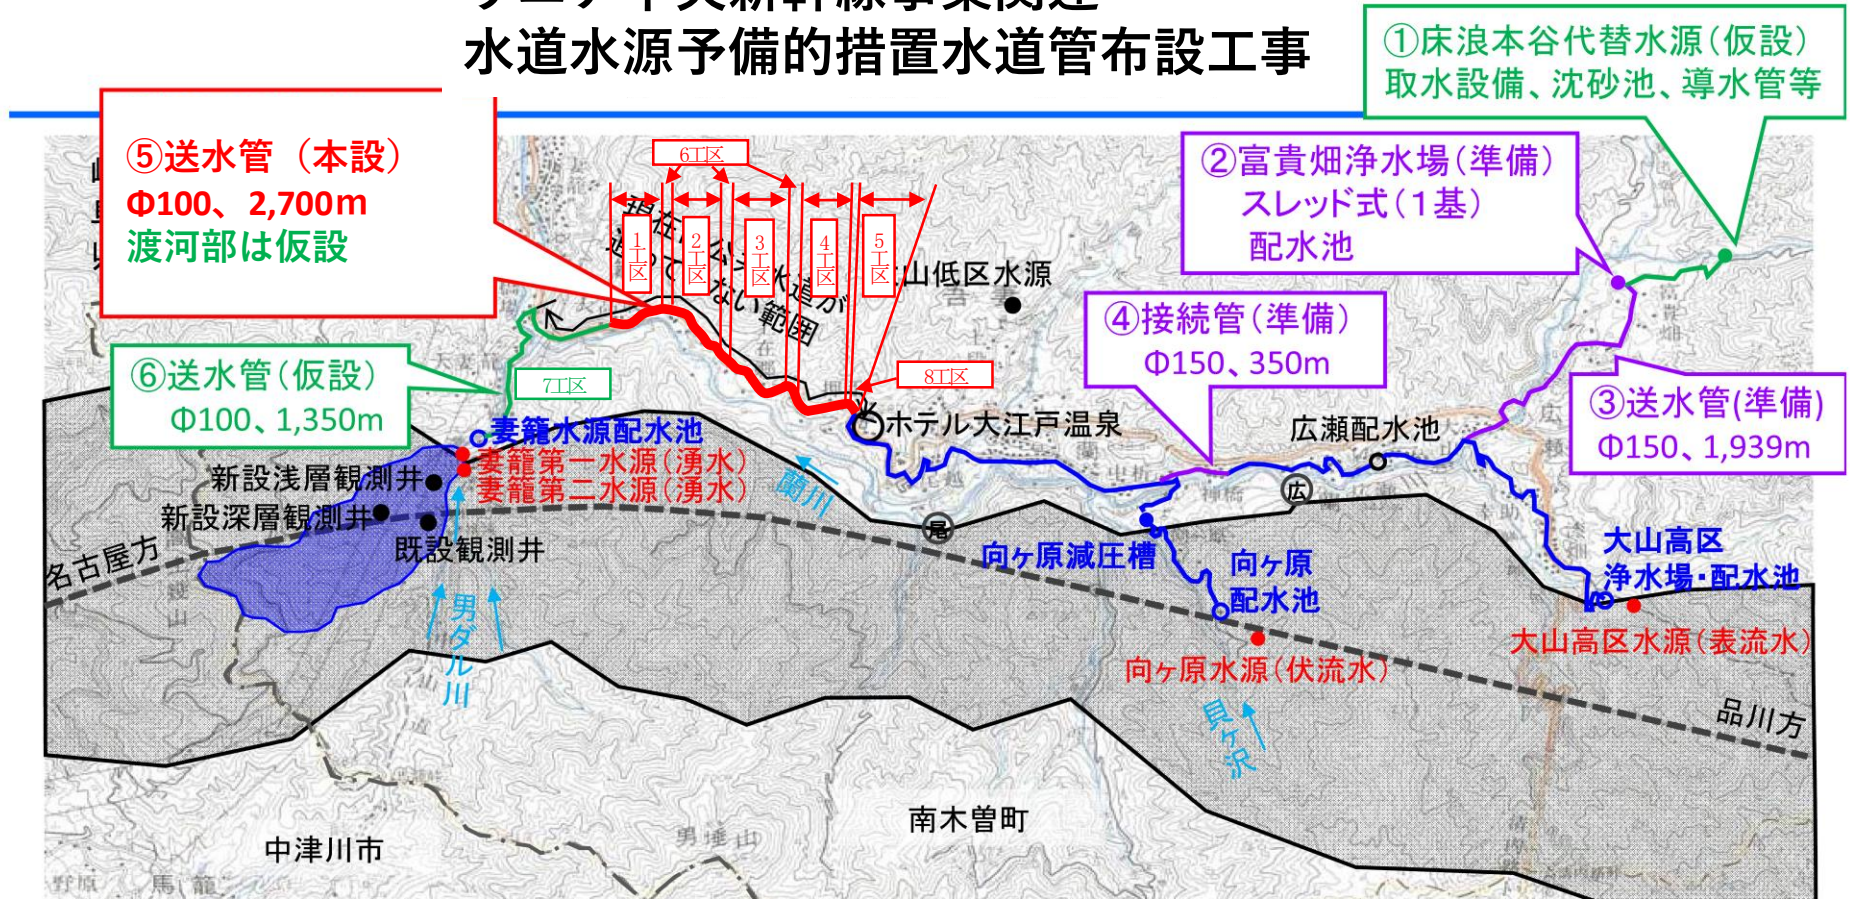 水道水源予備的措置水道管布設工事
①床浪本谷代替水源(仮設)
取水設備、沈砂池、導水管等
⑤送水管（本設）
Φ100、2,700m
渡河部は仮設
②富貴畑浄水場(準備)
スレッド式(1基)
配水池
6工区
1工区
2工区
3工区
4工区
5工区
山低区水源
④接続管(準備)
Φ150、350m
⑥送水管(仮設)
Φ100、1,350m
7工区
8工区
③送水管(準備)
Φ150、1,939m
ホテル大江戸温泉
広瀬配水池
妻籠水源配水池
妻籠第一水源(湧水)
妻籠第二水源(湧水)
新設浅層観測井
新設深層観測井
既設観測井
蘭川
広
尾
名古屋方
向ヶ原減圧槽
向ヶ原
配水池
大山高区
浄水場・配水池
男ダル川
大山高区水源(表流水)
向ヶ原水源(伏流水)
貝ケ沢
品川方
南木曽町
中津川市
男埵山
野原
馬籠